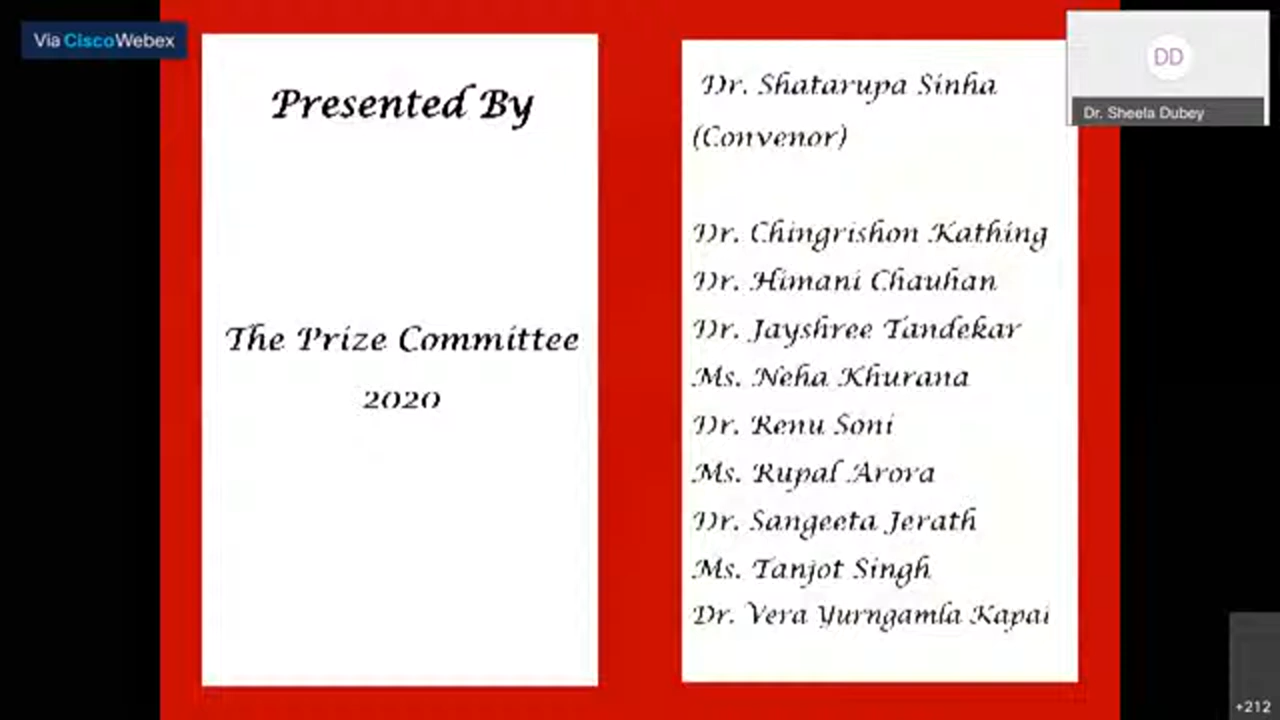 Via CiscoWebex
Presented By
The Prize Committee
2020
Dr. Shatarupa Sinha
(Convenor)
Dr. Chingrishon Kathing
Dr. Himani Chauhan
Dr. Jayshree Tandekar
Ms. Neha Khurana
Dr. Renu Soni
Ms. Rupal Arora
Dr. Sangeeta Jerath
Ms. Tanjot Singh
Dr. Vera Yurngamla Kapai
DD
Dr. Sheela Dubey
+212